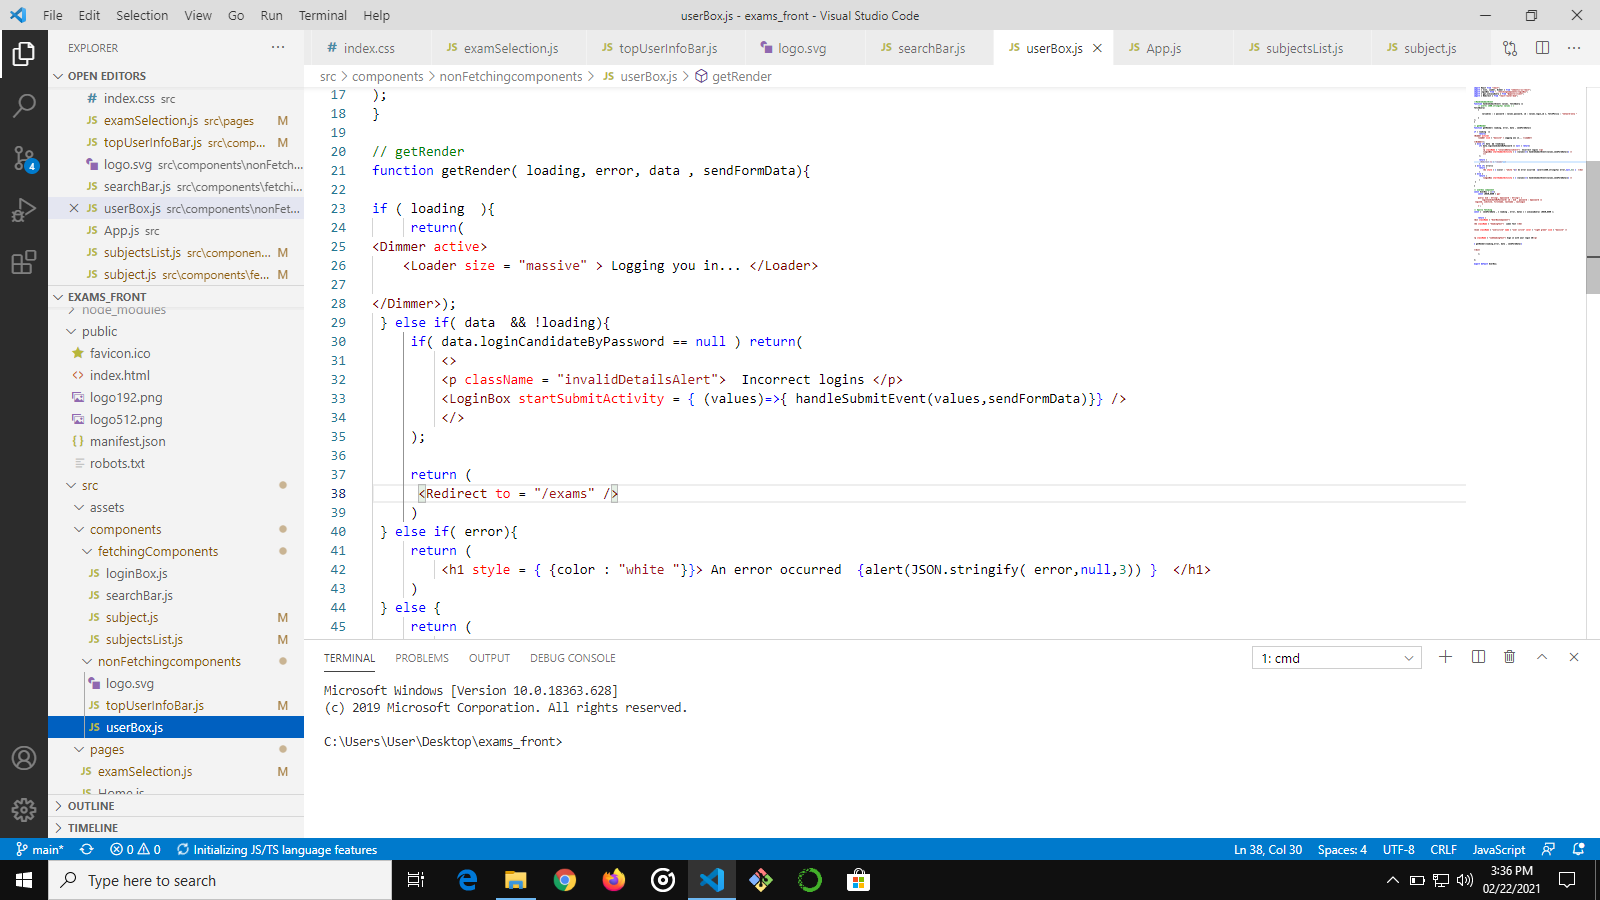 File Edit Selection View Go Run Terminal Help
userBox.js - exams_front - Visual Studio Code
EXPLORER
OPEN EDITORS
# index.css src
JS examSelection.js src\pages M
JS topUserInfoBar.js src\comp... M
logo.svg src\components\nonFetch...
JS searchBar.js src\components\fetchi...
JS userBox.js src\components\nonFet...
JS App.js src
JS subjectsList.js src\componen... M
JS subject.js src\components\fe... M
EXAMS_FRONT
node_modules
public
favicon.ico
<> index.html
logo192.png
logo512.png
{} manifest.json
robots.txt
src
assets
components
fetchingComponents
JS loginBox.js
JS searchBar.js
JS subject.js M
JS subjectsList.js M
nonFetchingcomponents
logo.svg
JS topUserInfoBar.js M
JS userBox.js
pages
JS examSelection.js M
JS Home.js
OUTLINE
TIMELINE
4
# index.css
JS examSelection.js
JS topUserInfoBar.js
logo.svg
JS searchBar.js
JS userBox.js
JS App.js
JS subjectsList.js
JS subject.js
src > components > nonFetchingcomponents > JS userBox.js > getRender
17 );
18 }
19
20 // getRender
21 function getRender( loading, error, data , sendFormData){
22
23 if ( loading  ){
24 return(
25 <Dimmer active>
26 <Loader size = "massive" > Logging you in... </Loader>
27
28 </Dimmer>);
29 } else if( data  && !loading){
30 if( data.loginCandidateByPassword == null ) return(
31 <>
32 <p className = "invalidDetailsAlert">  Incorrect logins </p>
33 <LoginBox startSubmitActivity = { (values)=>{ handleSubmitEvent(values,sendFormData)}} />
34 </>
35 );
36
37 return (
38 <Redirect to = "/exams" />
39 )
40 } else if( error){
41 return (
42 <h1 style = { {color : "white "}}> An error occurred  {alert(JSON.stringify( error,null,3)) }  </h1>
43 )
44 } else {
45 return (
TERMINAL PROBLEMS OUTPUT DEBUG CONSOLE
1: cmd
Microsoft Windows [Version 10.0.18363.628]
(c) 2019 Microsoft Corporation. All rights reserved.
C:\Users\User\Desktop\exams_front>
main* 0 0 Initializing JS/TS language features
Ln 38, Col 30 Spaces: 4 UTF-8 CRLF JavaScript
Type here to search
3:36 PM
02/22/2021